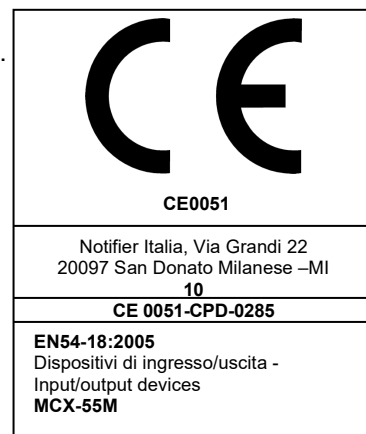 CE
CE0051
Notifier Italia, Via Grandi 22
20097 San Donato Milanese –MI
10
CE 0051-CPD-0285
EN54-18:2005
Dispositivi di ingresso/uscita -
Input/output devices
MCX-55M